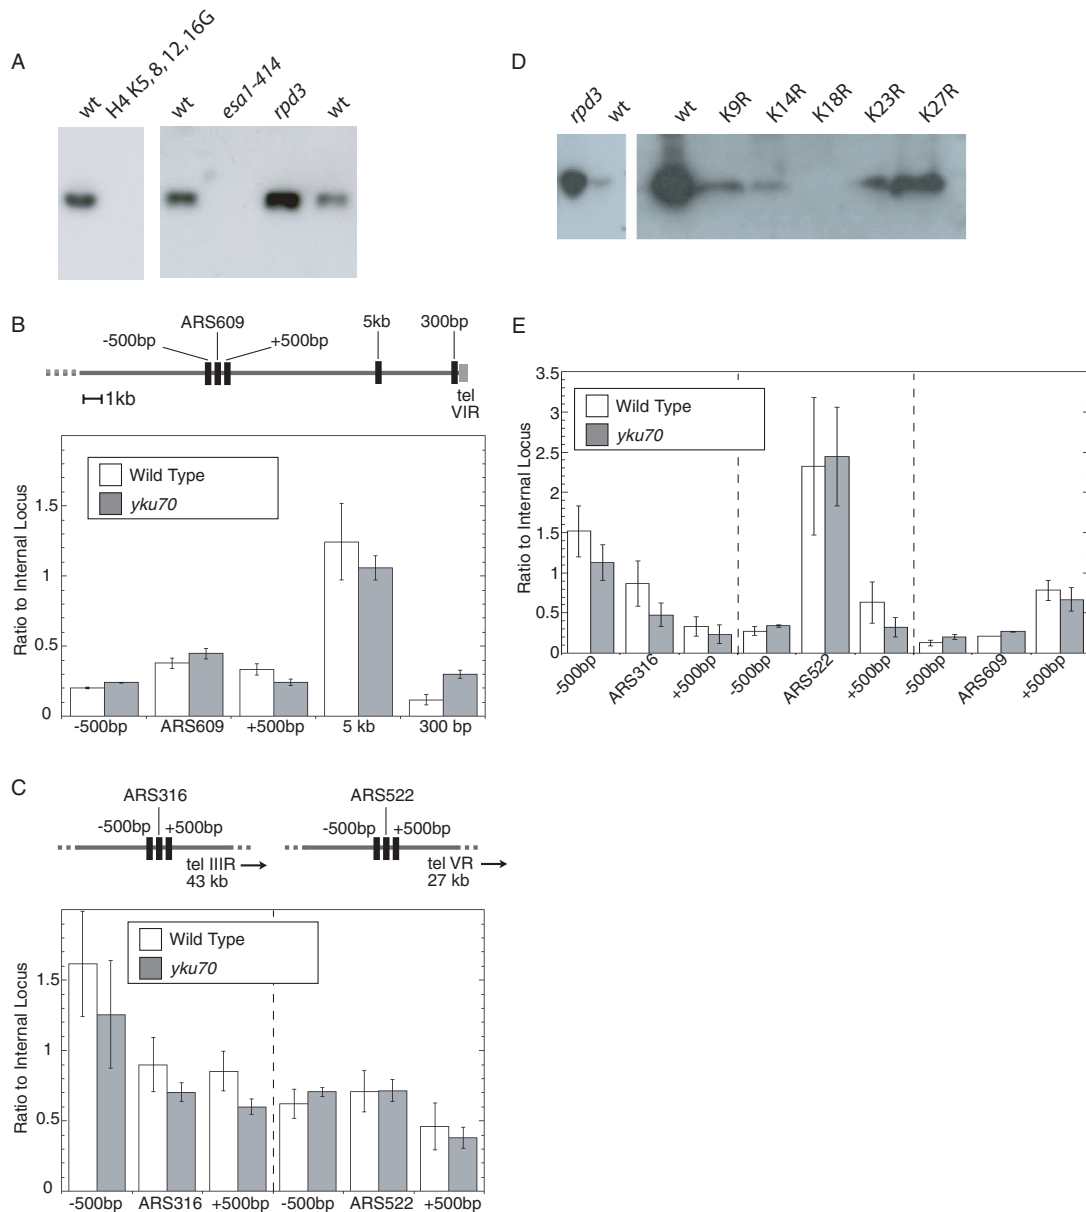 A
wt
H4 K5, 8, 12, 16G
wt
esa1-414
rpd3
wt
B
ARS609
-500bp
+500bp
5kb
300bp
1kb
tel
VIR
Ratio to Internal Locus
1.5
1
0.5
0
Wild Type
yku70
-500bp
ARS609
+500bp
5 kb
300 bp
C
ARS316
-500bp
+500bp
tel IIIR
43 kb
ARS522
-500bp
+500bp
tel VR
27 kb
Ratio to Internal Locus
1.5
1
0.5
0
Wild Type
yku70
-500bp
ARS316
+500bp
-500bp
ARS522
+500bp
D
rpd3
wt
wt
K9R
K14R
K18R
K23R
K27R
E
Ratio to Internal Locus
3.5
3
2.5
2
1.5
1
0.5
0
Wild Type
yku70
-500bp
ARS316
+500bp
-500bp
ARS522
+500bp
-500bp
ARS609
+500bp